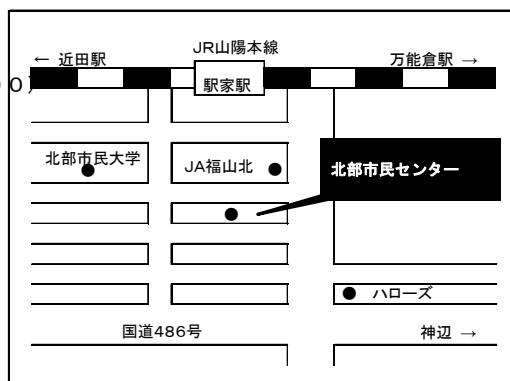 JR山陽本線
← 近田駅
万能倉駅 →
駅家駅
0)
北部市民大学
JA福山北
北部市民センター
ハローズ
国道486号
神辺 →